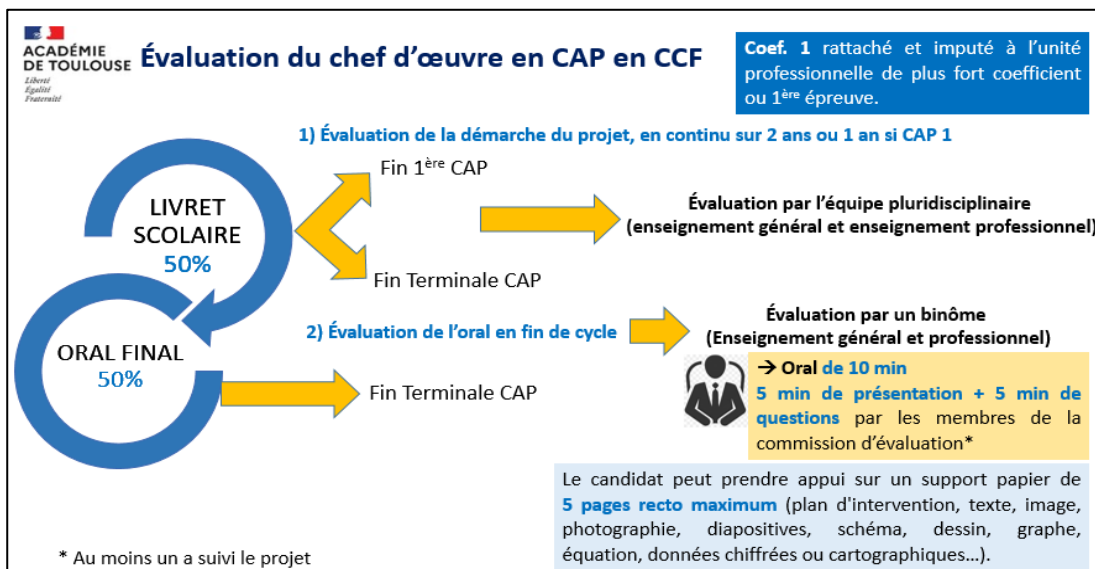 ACADÉMIE
DE TOULOUSE
Liberté
Égalité
Fraternité
Évaluation du chef d’œuvre en CAP en CCF
Coef. 1 rattaché et imputé à l’unité
professionnelle de plus fort coefficient
ou 1ère épreuve.
1) Évaluation de la démarche du projet, en continu sur 2 ans ou 1 an si CAP 1
LIVRET
SCOLAIRE
50%
Fin 1ère CAP
Fin Terminale CAP
Évaluation par l’équipe pluridisciplinaire
(enseignement général et enseignement professionnel)
ORAL FINAL
50%
2) Évaluation de l’oral en fin de cycle
Fin Terminale CAP
Évaluation par un binôme
(Enseignement général et professionnel)
→ Oral de 10 min
5 min de présentation + 5 min de
questions par les membres de la
commission d’évaluation*
Le candidat peut prendre appui sur un support papier de
5 pages recto maximum (plan d'intervention, texte, image,
photographie, diapositives, schéma, dessin, graphe,
équation, données chiffrées ou cartographiques…).
* Au moins un a suivi le projet